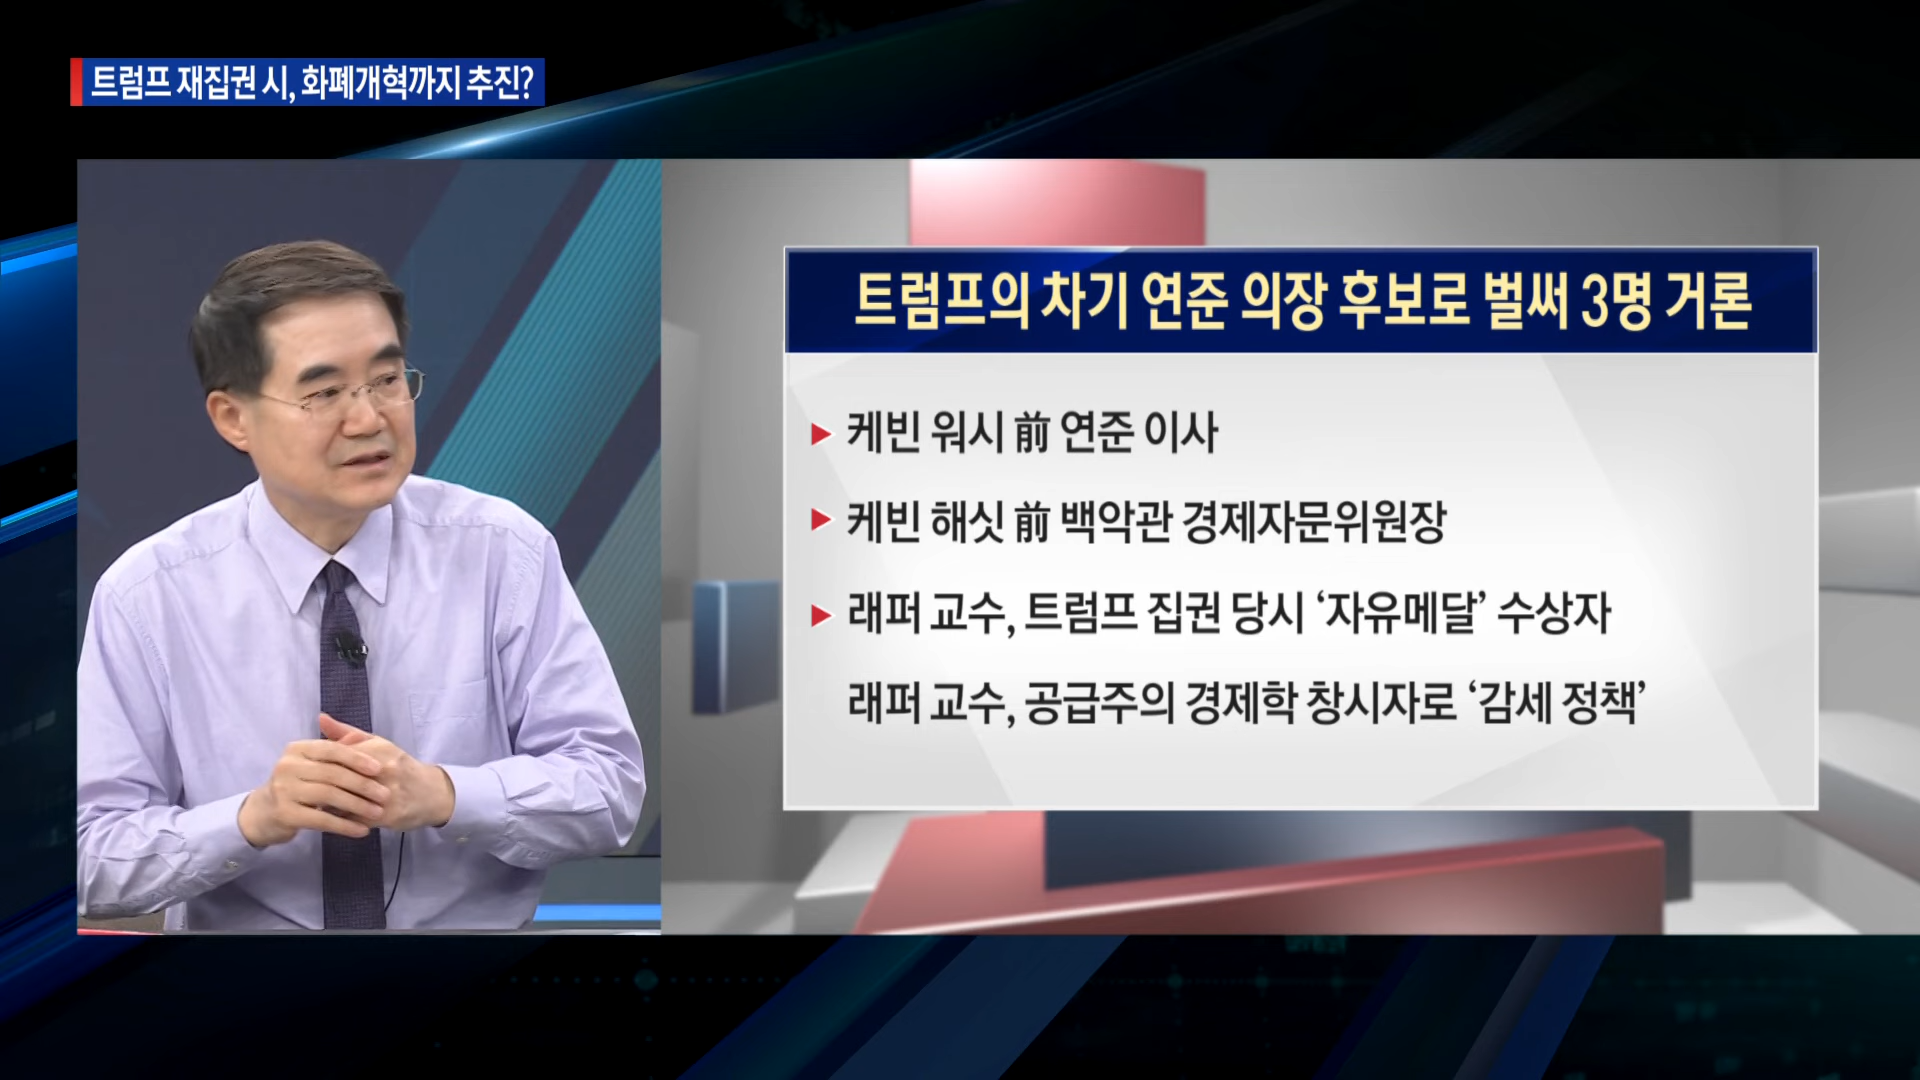 트럼프 재집권 시, 화폐개혁까지 추진?
트럼프의 차기 연준 의장 후보로 벌써 3명 거론
▶ 케빈 워시 前 연준 이사
▶ 케빈 해싯 前 백악관 경제자문위원장
▶ 래퍼 교수, 트럼프 집권 당시 ‘자유메달’ 수상자
래퍼 교수, 공급주의 경제학 창시자로 ‘감세 정책’